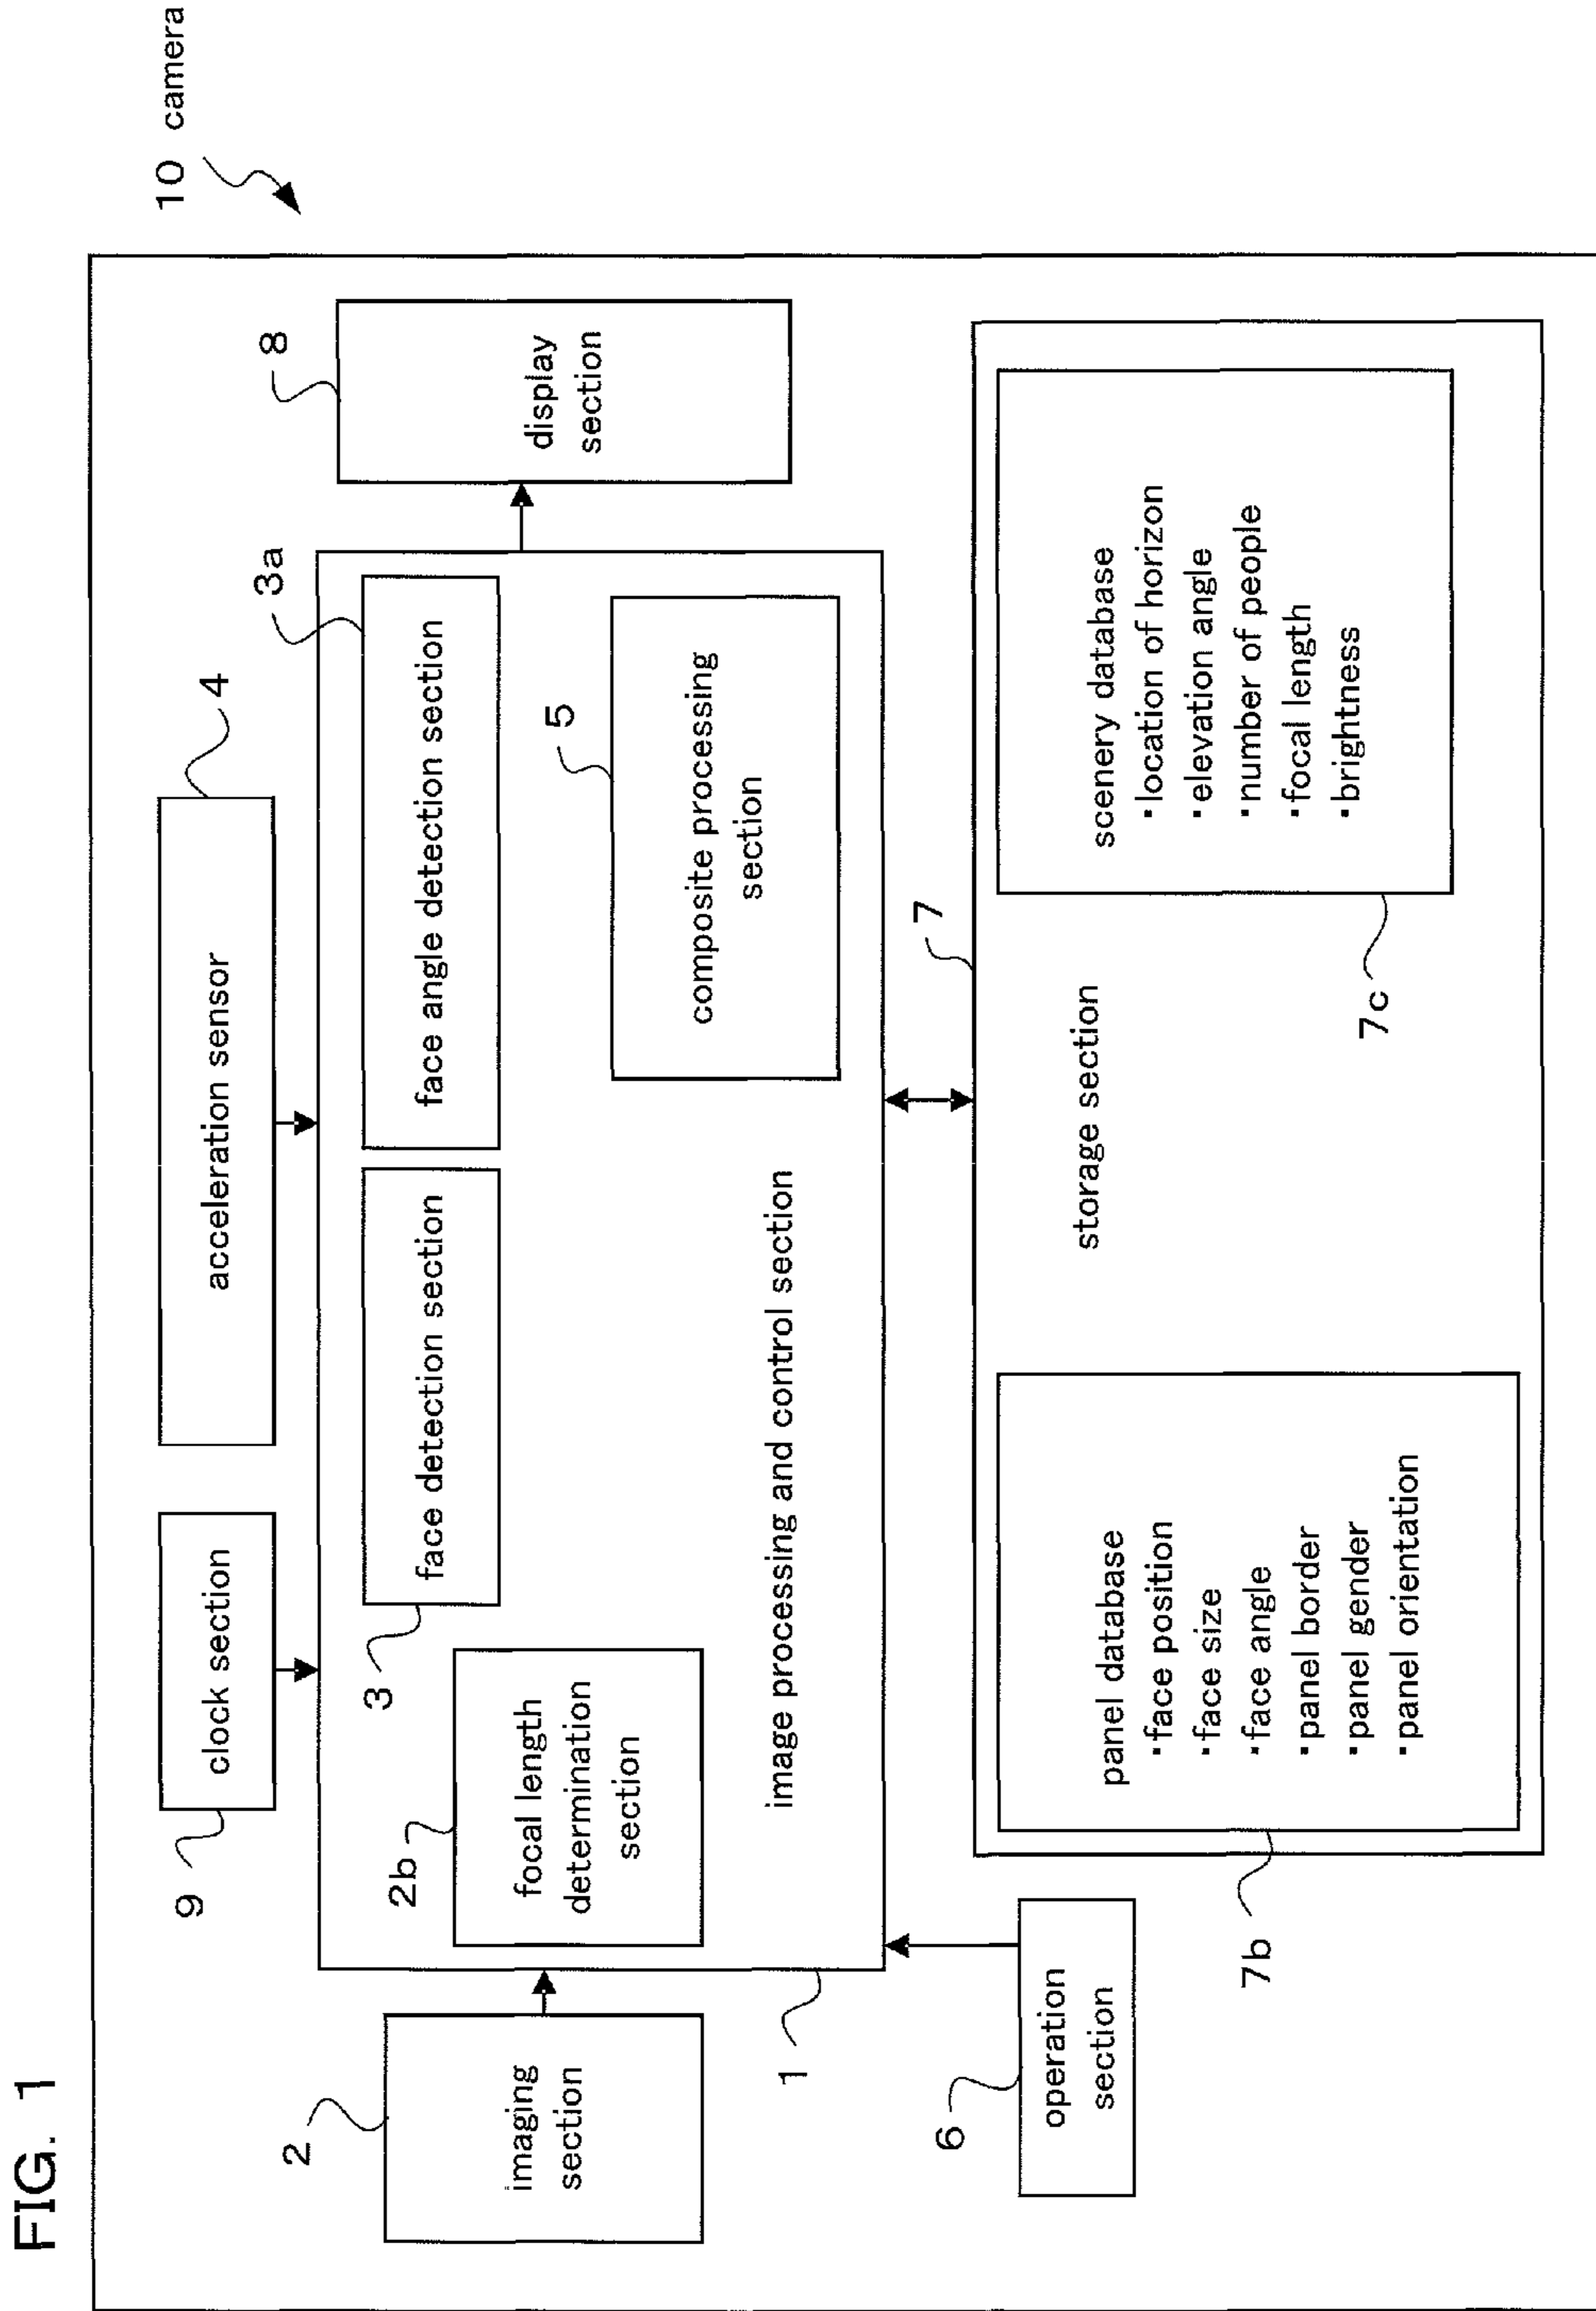 FIG. 1
10 camera
9
clock section
4
acceleration sensor
2
imaging
section
2b
focal length
determination
section
3
face detection section
3a
face angle detection section
5
composite processing
section
image processing and control section
1
8
display
section
6
operation
section
7
storage section
7b
panel database
・face position
・face size
・face angle
・panel border
・panel gender
・panel orientation
7c
scenery database
・location of horizon
・elevation angle
・number of people
・focal length
・brightness